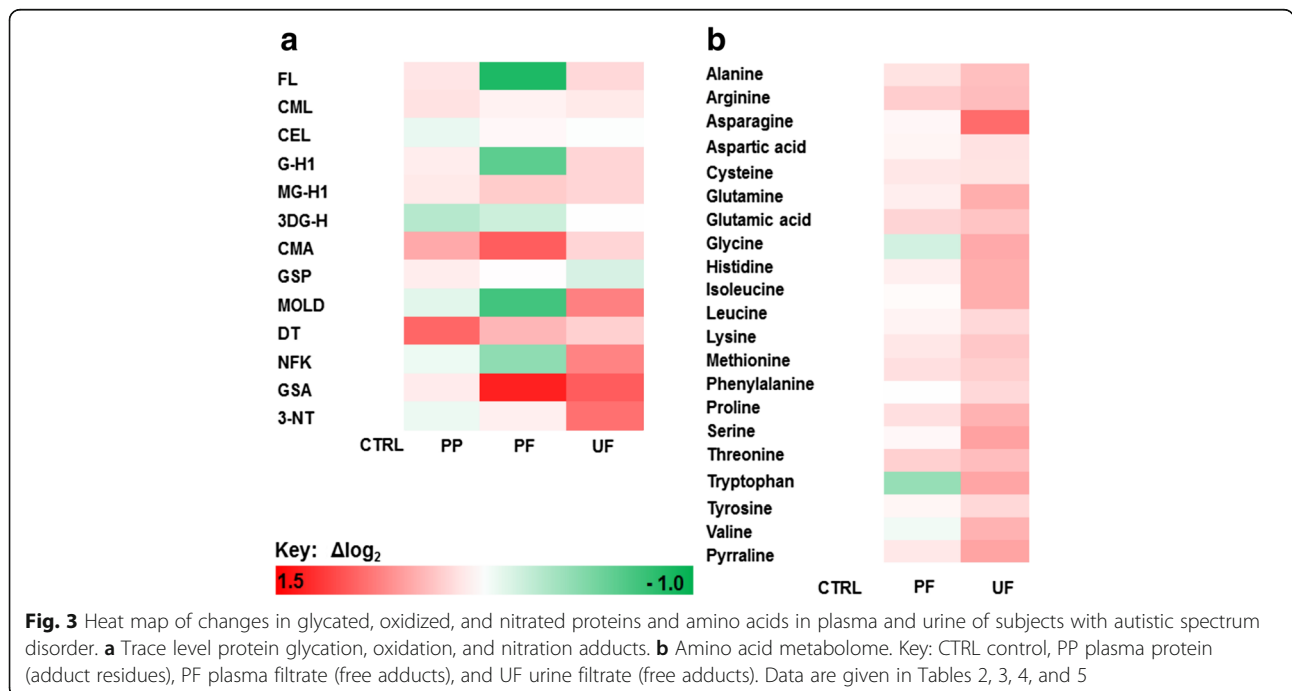 a
FL
CML
CEL
G-H1
MG-H1
3DG-H
CMA
GSP
MOLD
DT
NFK
GSA
3-NT
CTRL PP PF UF
Key: Δlog₂
1.5 - 1.0
b
Alanine
Arginine
Asparagine
Aspartic acid
Cysteine
Glutamine
Glutamic acid
Glycine
Histidine
Isoleucine
Leucine
Lysine
Methionine
Phenylalanine
Proline
Serine
Threonine
Tryptophan
Tyrosine
Valine
Pyrraline
CTRL PF UF
Fig. 3 Heat map of changes in glycated, oxidized, and nitrated proteins and amino acids in plasma and urine of subjects with autistic spectrum
disorder. a Trace level protein glycation, oxidation, and nitration adducts. b Amino acid metabolome. Key: CTRL control, PP plasma protein
(adduct residues), PF plasma filtrate (free adducts), and UF urine filtrate (free adducts). Data are given in Tables 2, 3, 4, and 5